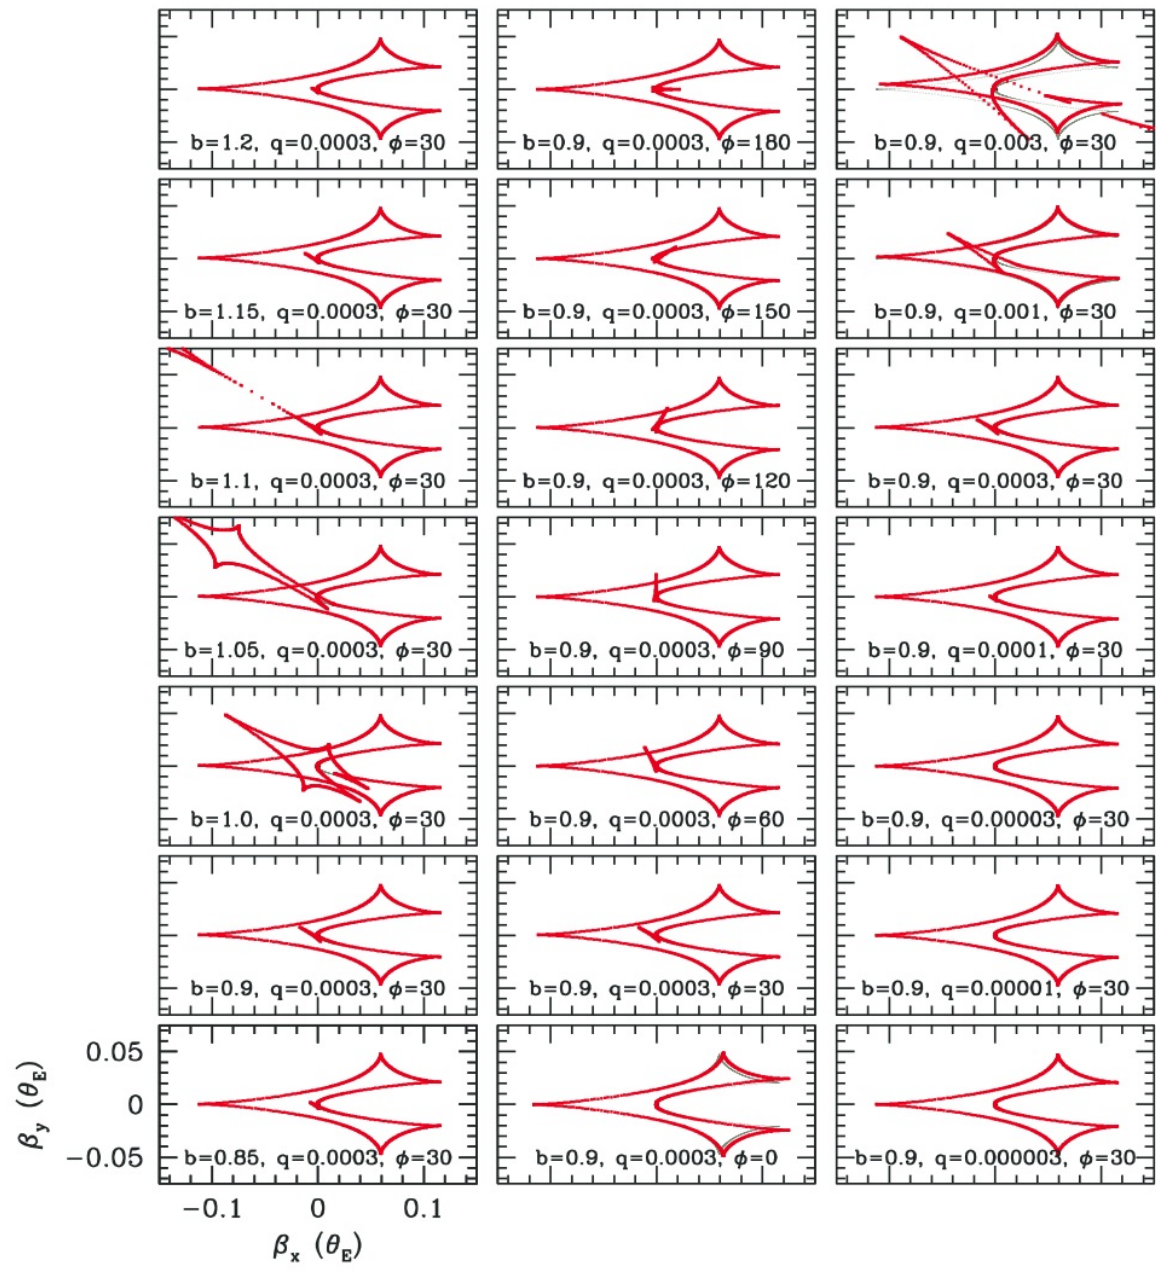 b=1.2, q=0.0003, ϕ=30
b=0.9, q=0.0003, ϕ=180
b=0.9, q=0.003, ϕ=30
b=1.15, q=0.0003, ϕ=30
b=0.9, q=0.0003, ϕ=150
b=0.9, q=0.001, ϕ=30
b=1.1, q=0.0003, ϕ=30
b=0.9, q=0.0003, ϕ=120
b=0.9, q=0.0003, ϕ=30
b=1.05, q=0.0003, ϕ=30
b=0.9, q=0.0003, ϕ=90
b=0.9, q=0.0001, ϕ=30
b=1.0, q=0.0003, ϕ=30
b=0.9, q=0.0003, ϕ=60
b=0.9, q=0.00003, ϕ=30
b=0.9, q=0.0003, ϕ=30
b=0.9, q=0.0003, ϕ=30
b=0.9, q=0.00001, ϕ=30
0.05
0
−0.05
β_y (θ_E)
b=0.85, q=0.0003, ϕ=30
b=0.9, q=0.0003, ϕ=0
b=0.9, q=0.000003, ϕ=30
−0.1 0 0.1
β_x (θ_E)